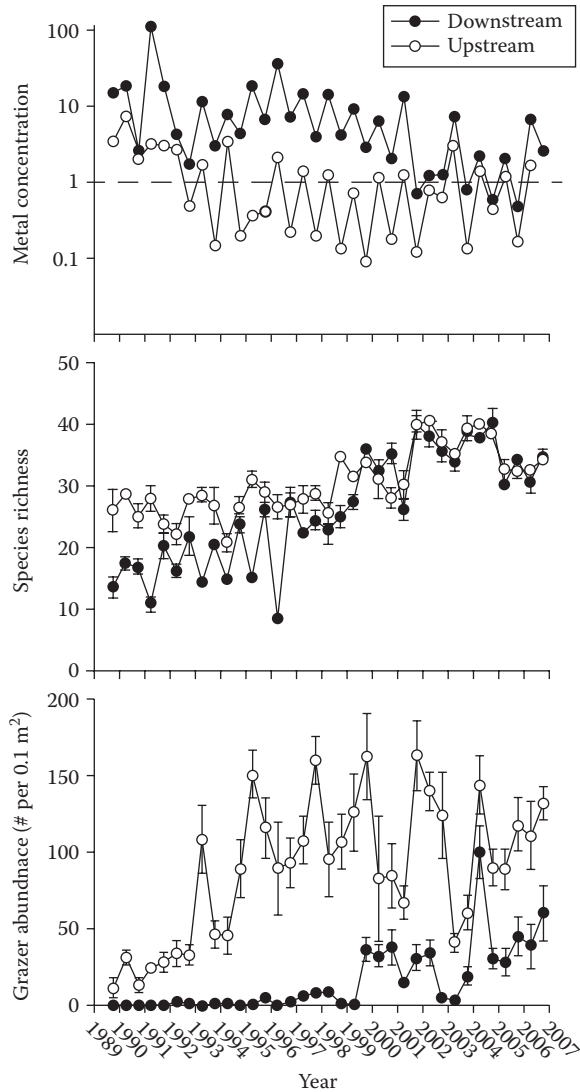 Downstream
Upstream
100
10
1
0.1
Metal concentration
50
40
30
20
10
0
Species richness
200
150
100
50
0
Grazer abundnace (# per 0.1 m²)
1989 1990 1991 1992 1993 1994 1995 1996 1997 1998 1999 2000 2001 2002 2003 2004 2005 2006 2007
Year